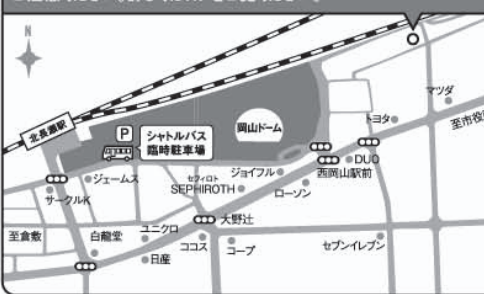 N
北長瀬駅
P
シャトルバス
臨時駐車場
岡山ドーム
マツダ
トヨタ
至市役
ジェームス
サークルK
セフィロト
SEPHIROTH
ジョイフル
DUO
西岡山駅前
ローソン
至倉敷
白龍堂
ユニクロ
日産
大野辻
ココス
コープ
セブンイレブン